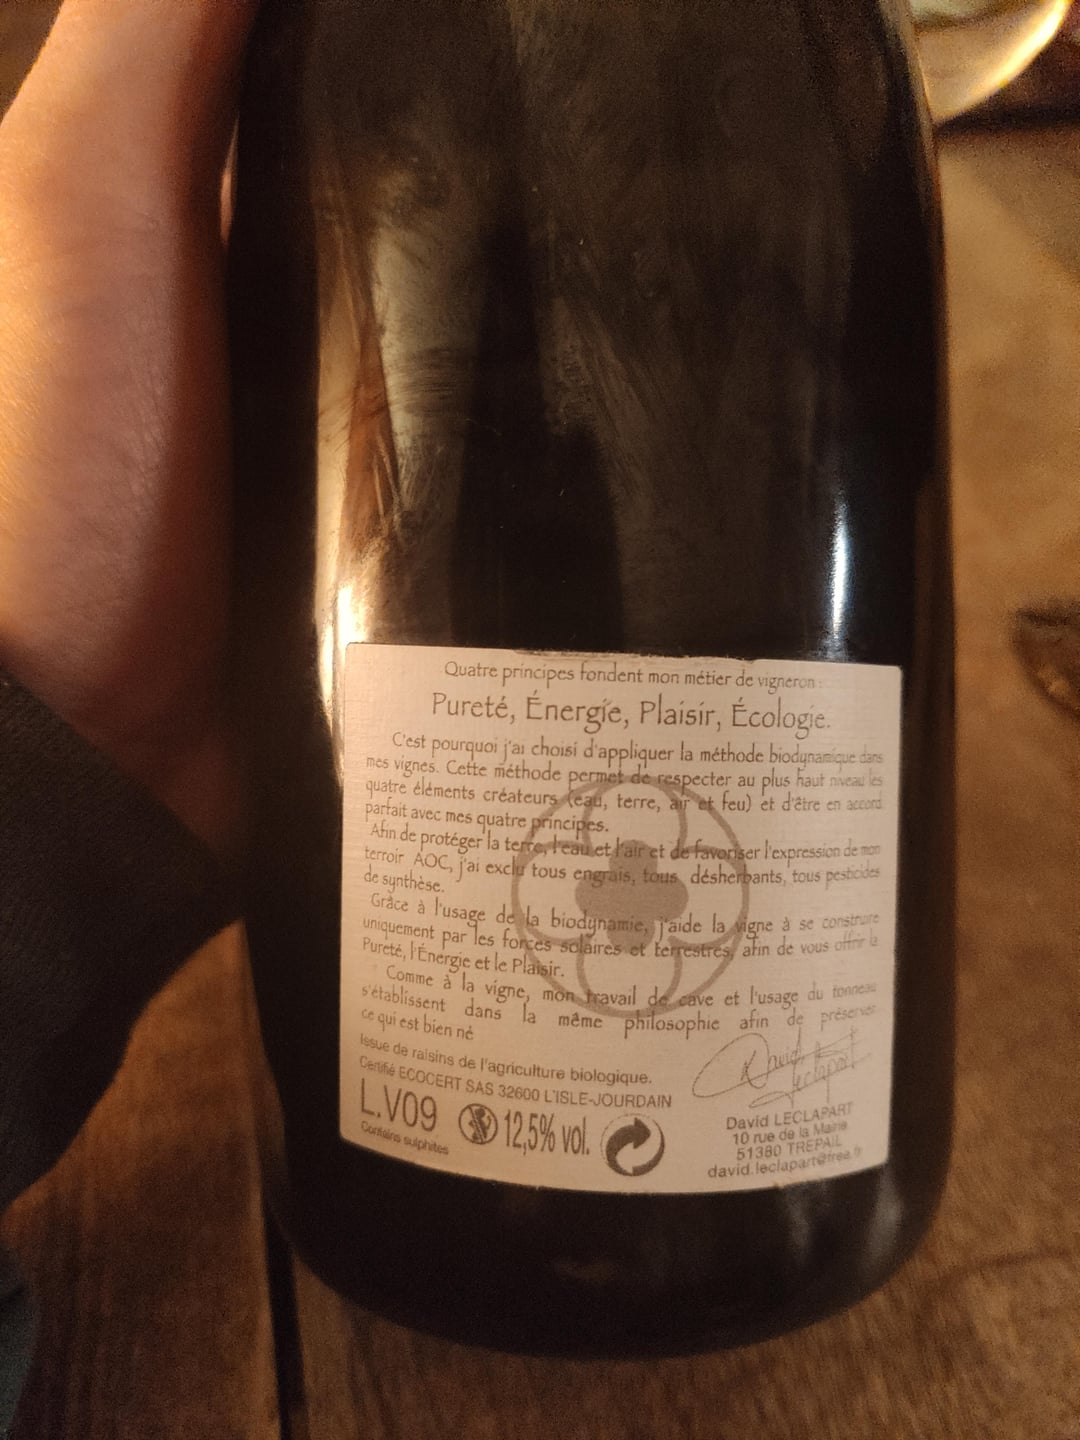 Quatre principes fondent mon métier de vigneron :
Pureté, Énergie, Plaisir, Écologie.
C'est pourquoi j'ai choisi d'appliquer la méthode biodynamique dans
mes vignes. Cette méthode permet de respecter au plus haut niveau les
quatre éléments créateurs (eau, terre, air et feu) et d'être en accord
parfait avec mes quatre principes.
Afin de protéger la terre, l'eau et l'air et de favoriser l'expression de mon
terroir AOC, j'ai exclu tous engrais, tous désherbants, tous pesticides
de synthèse.
Grâce à l'usage de la biodynamie, j'aide la vigne à se construire
uniquement par les forces solaires et terrestres, afin de vous offrir la
Pureté, l'Énergie et le Plaisir.
Comme à la vigne, mon travail de cave et l'usage du tonneau
s'établissent dans la même philosophie afin de préserver
ce qui est bien né
David Leclapart
Issue de raisins de l'agriculture biologique.
Certifié ECOCERT SAS 32600 L'ISLE-JOURDAIN
L.V09 12,5% vol.
Contains sulphites
David LECLAPART
10 rue de la Mairie
51380 TREPAIL
david.leclapart@free.fr